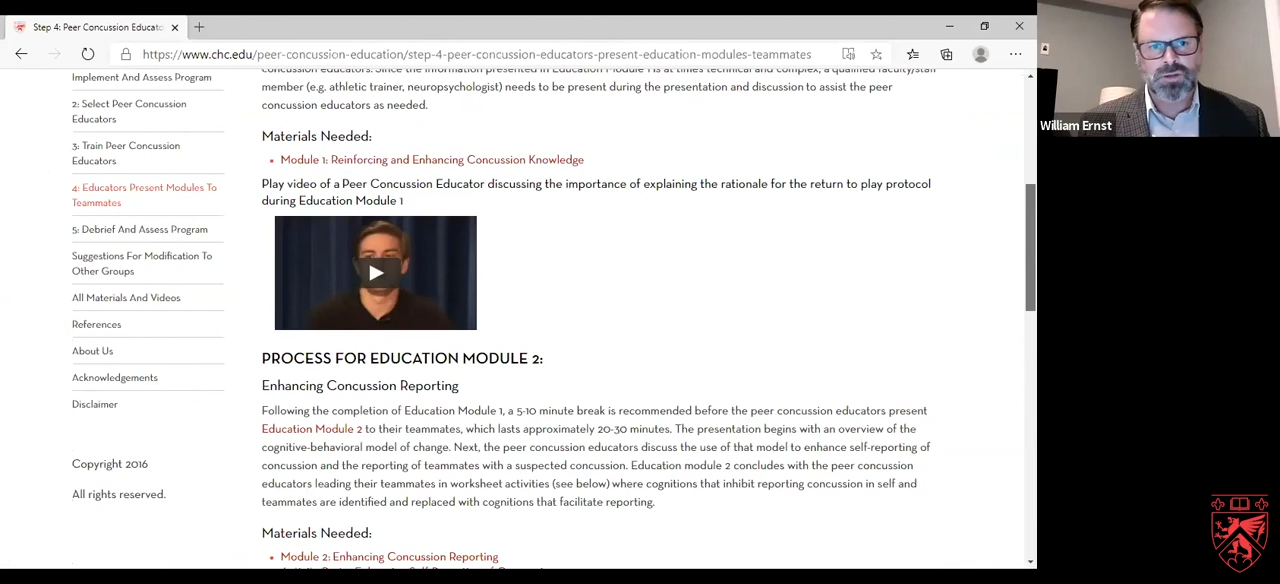 Step 4: Peer Concussion Educato
https://www.chc.edu/peer-concussion-education/step-4-peer-concussion-educators-present-education-modules-teammates
William Ernst
Implement And Assess Program
2: Select Peer Concussion
Educators
3: Train Peer Concussion
Educators
4: Educators Present Modules To
Teammates
5: Debrief And Assess Program
Suggestions For Modification To
Other Groups
All Materials And Videos
References
About Us
Acknowledgements
Disclaimer
Copyright 2016
All rights reserved.
concussion educators. Since the information presented in Education Module 1 is at times technical and complex, a qualified faculty/staff
member (e.g. athletic trainer, neuropsychologist) needs to be present during the presentation and discussion to assist the peer
concussion educators as needed.
Materials Needed:
Module 1: Reinforcing and Enhancing Concussion Knowledge
Play video of a Peer Concussion Educator discussing the importance of explaining the rationale for the return to play protocol
during Education Module 1
PROCESS FOR EDUCATION MODULE 2:
Enhancing Concussion Reporting
Following the completion of Education Module 1, a 5-10 minute break is recommended before the peer concussion educators present
Education Module 2 to their teammates, which lasts approximately 20-30 minutes. The presentation begins with an overview of the
cognitive-behavioral model of change. Next, the peer concussion educators discuss the use of that model to enhance self-reporting of
concussion and the reporting of teammates with a suspected concussion. Education module 2 concludes with the peer concussion
educators leading their teammates in worksheet activities (see below) where cognitions that inhibit reporting concussion in self and
teammates are identified and replaced with cognitions that facilitate reporting.
Materials Needed:
Module 2: Enhancing Concussion Reporting